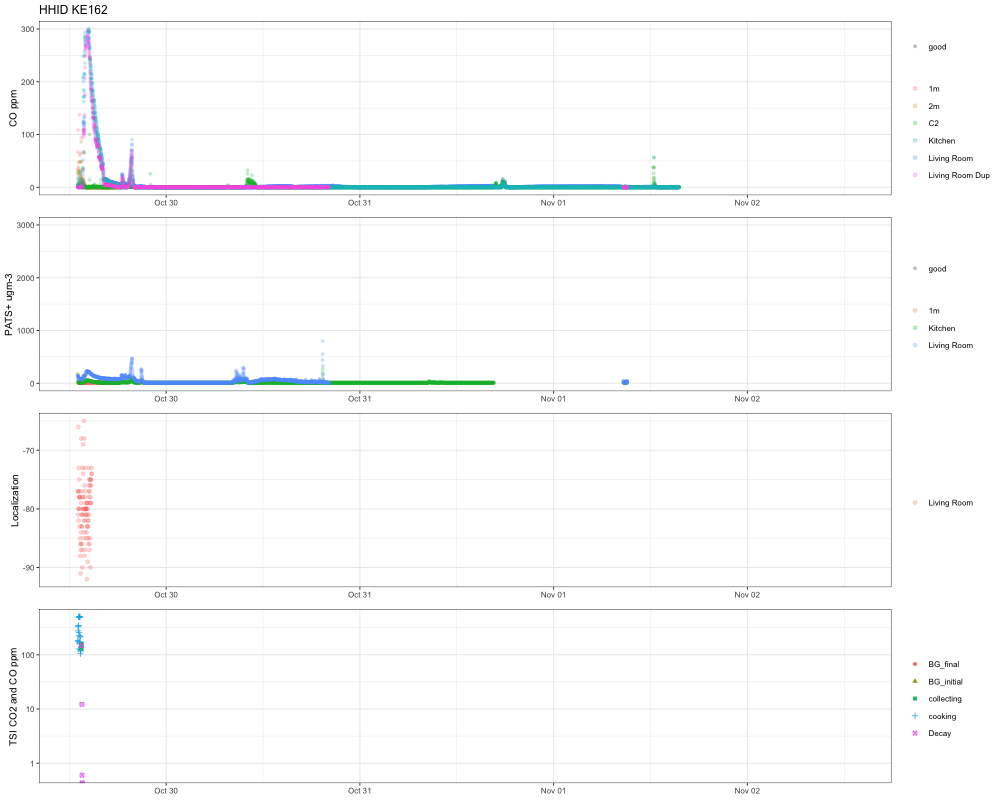 HHID KE162
CO ppm
300
200
100
0
Oct 30
Oct 31
Nov 01
Nov 02
good
1m
2m
C2
Kitchen
Living Room
Living Room Dup
PATS+ ugm-3
3000
2000
1000
0
Oct 30
Oct 31
Nov 01
Nov 02
good
1m
Kitchen
Living Room
Localization
-70
-80
-90
Oct 30
Oct 31
Nov 01
Nov 02
Living Room
TSI CO2 and CO ppm
100
10
1
Oct 30
Oct 31
Nov 01
Nov 02
BG_final
BG_initial
collecting
cooking
Decay